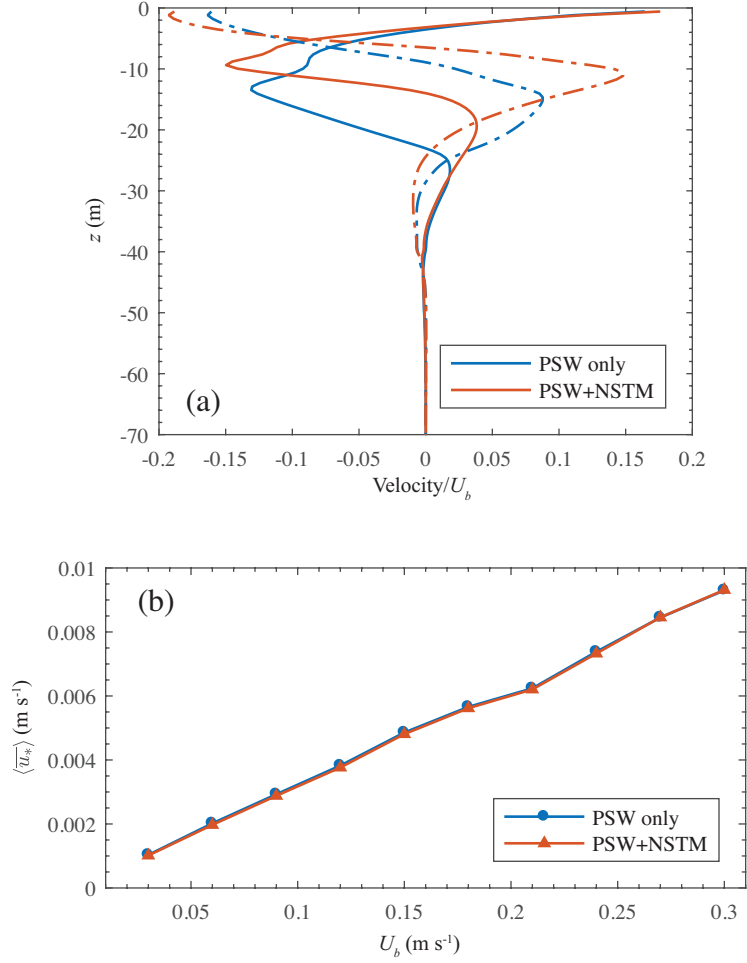 0
-10
-20
-30
-40
-50
-60
-70
z (m)
PSW only
PSW+NSTM
(a)
-0.2 -0.15 -0.1 -0.05 0 0.05 0.1 0.15 0.2
Velocity/U_b
0.01
0.008
0.006
0.004
0.002
0
⟨u̅_*⟩ (m s⁻¹)
(b)
PSW only
PSW+NSTM
0.05 0.1 0.15 0.2 0.25 0.3
U_b (m s⁻¹)